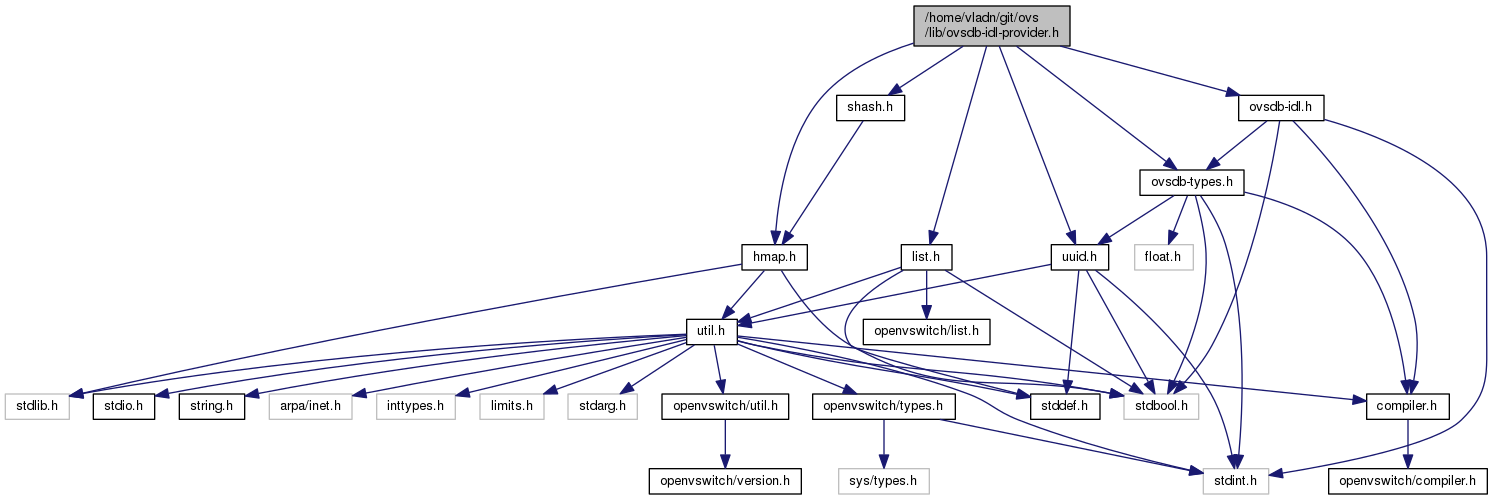 /home/vladn/git/ovs
/lib/ovsdb-idl-provider.h
shash.h
ovsdb-idl.h
ovsdb-types.h
hmap.h
list.h
uuid.h
float.h
util.h
openvswitch/list.h
stdlib.h
stdio.h
string.h
arpa/inet.h
inttypes.h
limits.h
stdarg.h
openvswitch/util.h
openvswitch/types.h
stddef.h
stdbool.h
compiler.h
openvswitch/version.h
sys/types.h
stdint.h
openvswitch/compiler.h